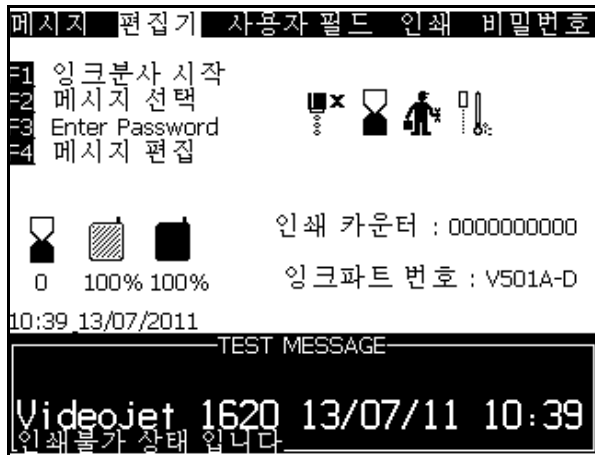 메시지 편집기 사용자 필드 인쇄 비밀번호
F1 잉크분사 시작
F2 메시지 선택
F3 Enter Password
F4 메시지 편집
인쇄 카운터 : 0000000000
0 100% 100%
잉크파트 번호 : V501A-D
10:39 13/07/2011
TEST MESSAGE
Videojet 1620 13/07/11 10:39
인쇄불가 상태 입니다